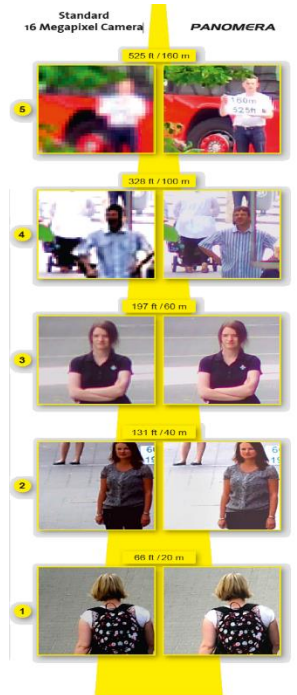 Standard
16 Megapixel Camera
PANOMERA
525 ft / 160 m
5
160m
525ft
328 ft / 100 m
4
197 ft / 60 m
3
131 ft / 40 m
2
66 ft / 20 m
1